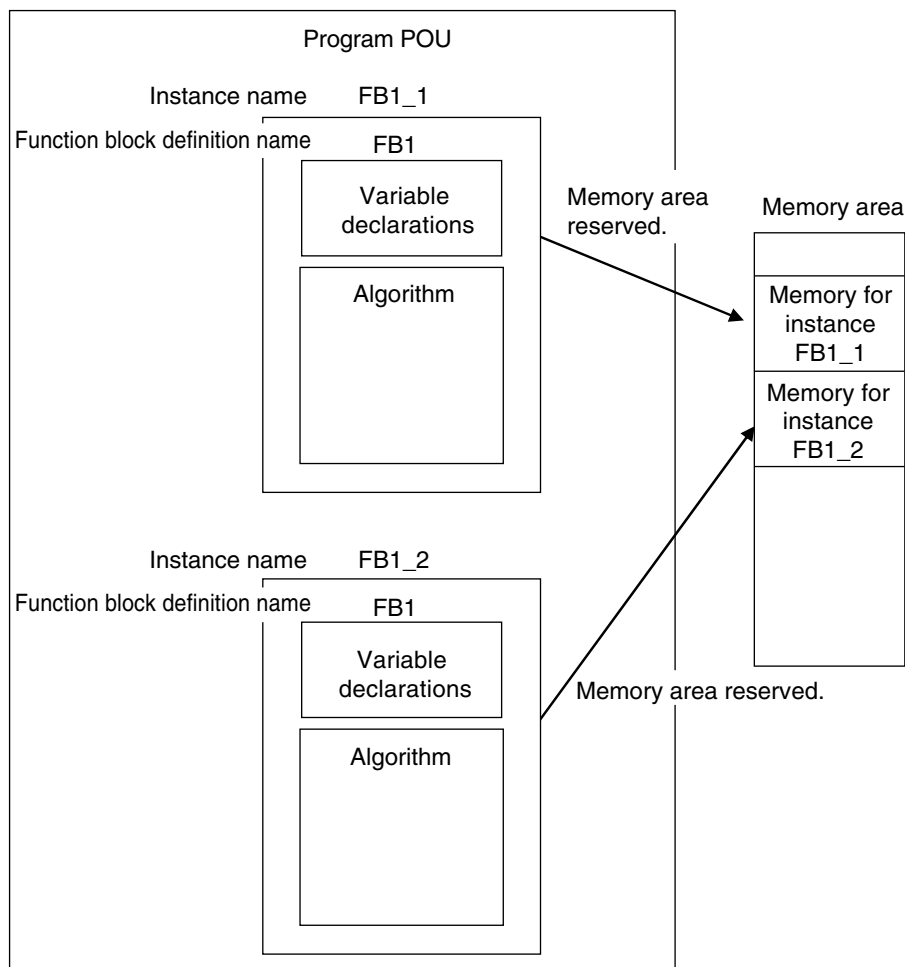 Program POU
Instance name FB1_1
Function block definition name FB1
Variable
declarations
Algorithm
Memory area
reserved.
Memory area
Memory for
instance
FB1_1
Memory for
instance
FB1_2
Instance name FB1_2
Function block definition name FB1
Variable
declarations
Memory area reserved.
Algorithm